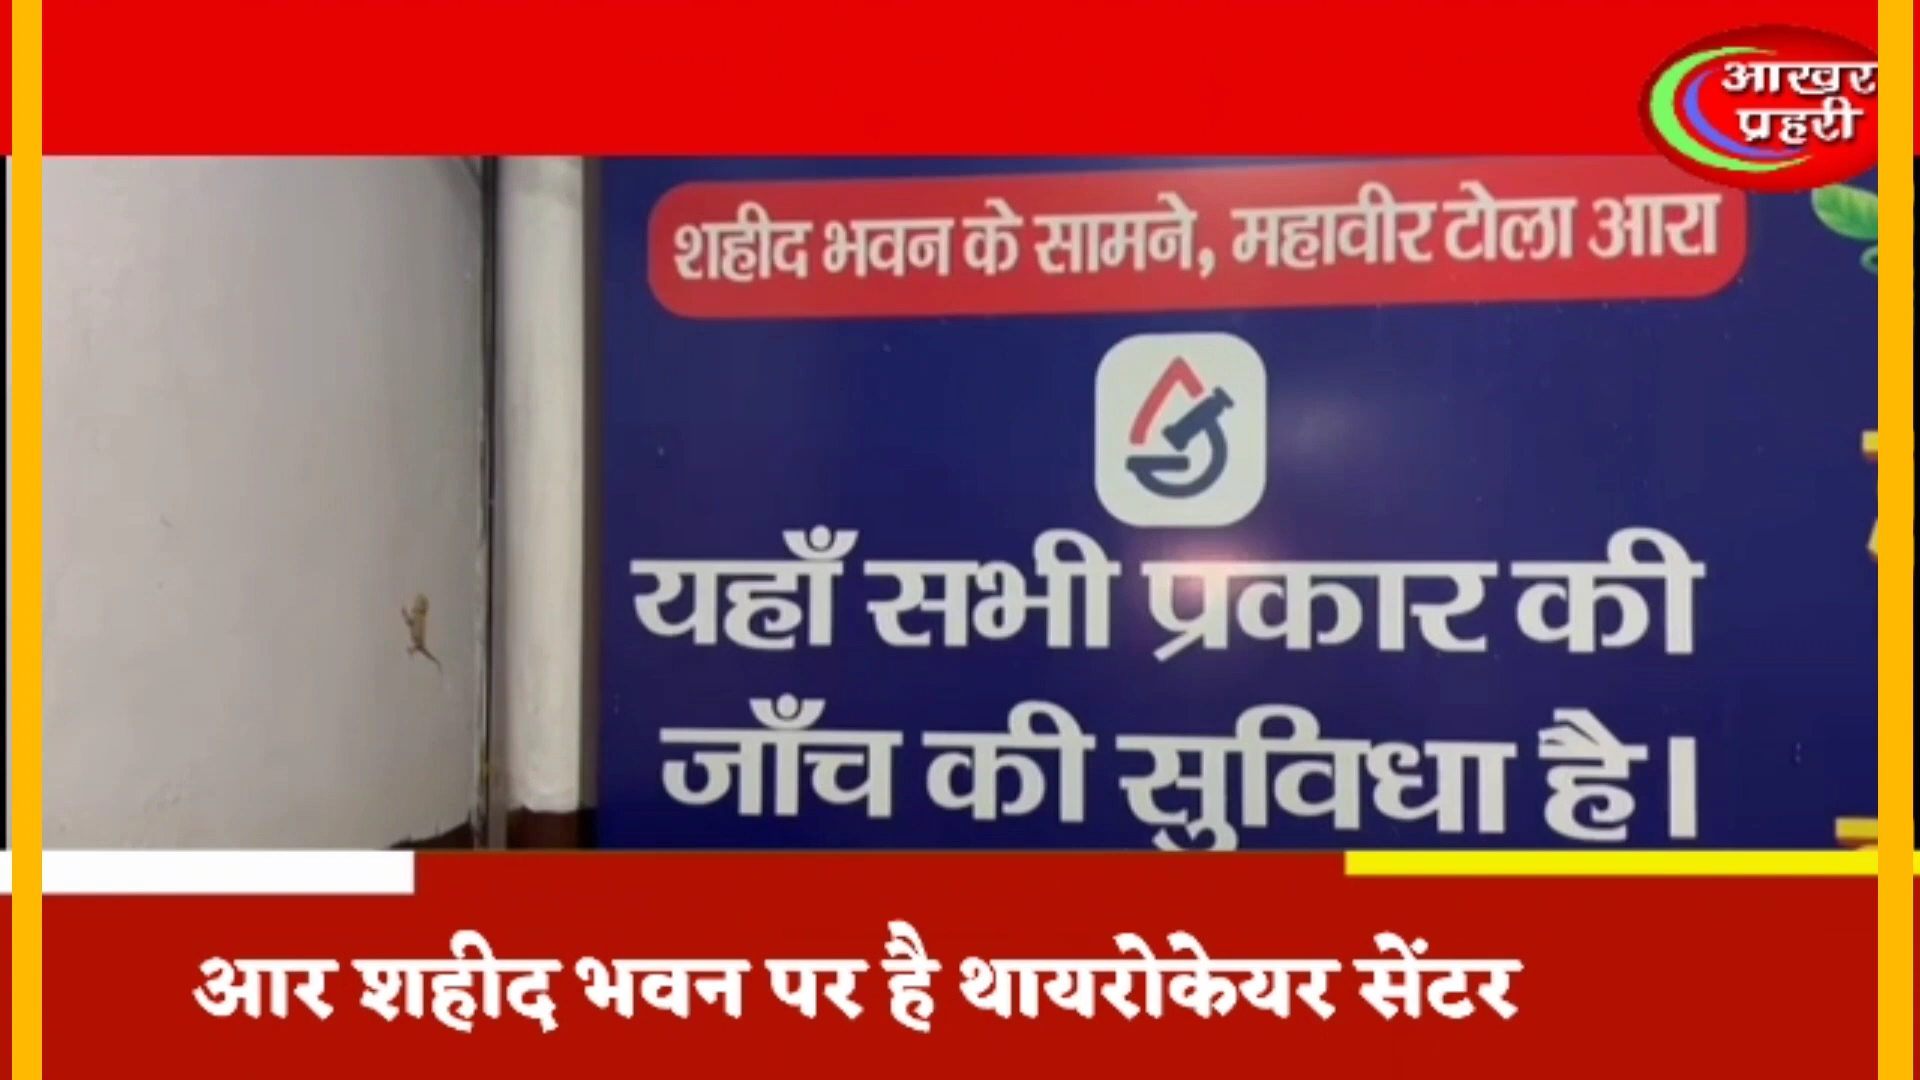 आखर
प्रहरी
शहीद भवन के सामने, महावीर टोला आरा
यहाँ सभी प्रकार की
जाँच की सुविधा है।
आर शहीद भवन पर है थायरोकेयर सेंटर